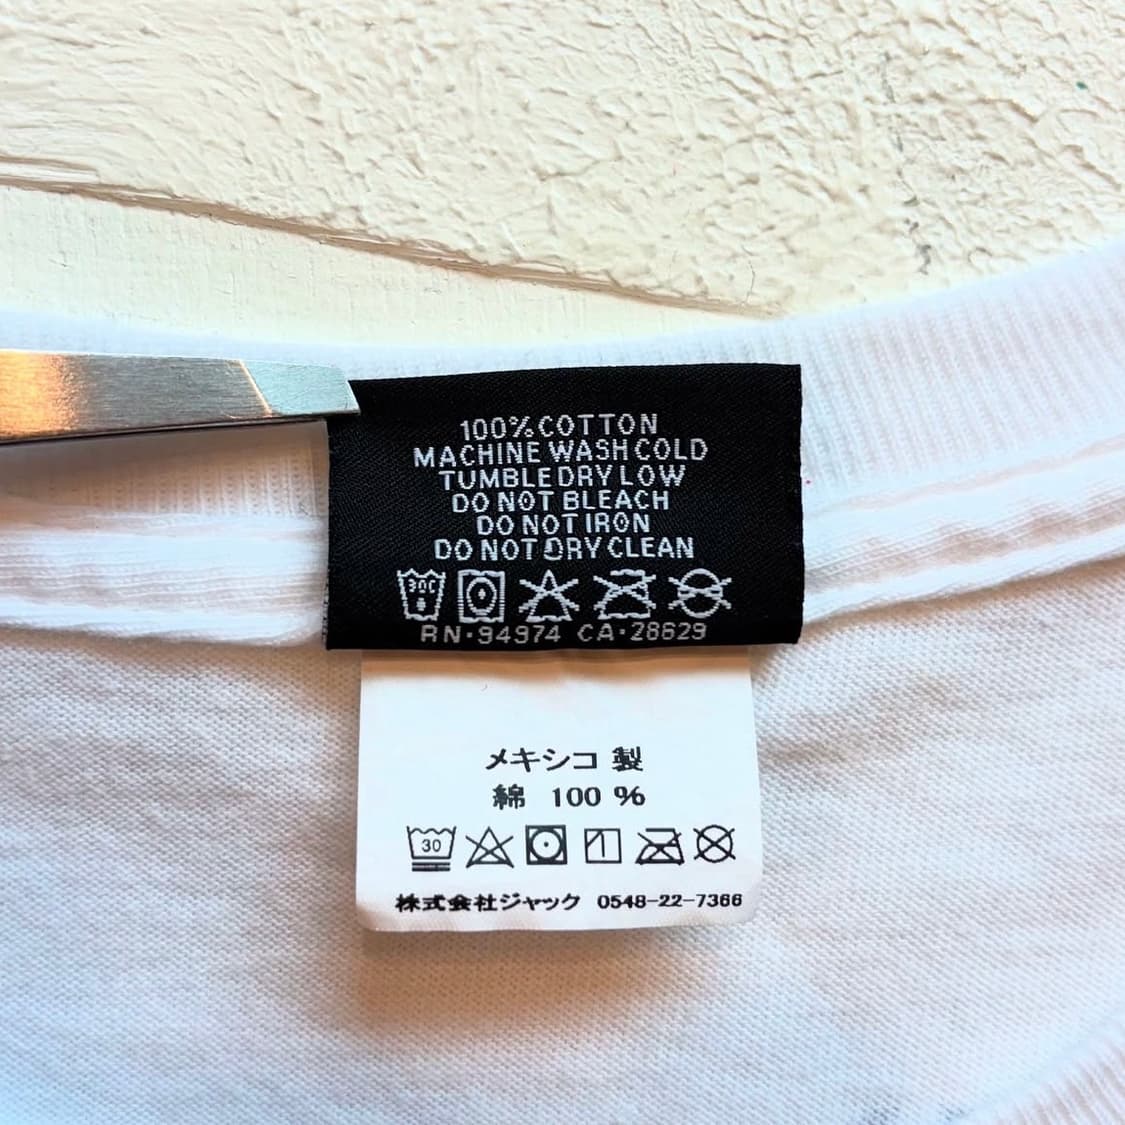 100% COTTON
MACHINE WASH COLD
TUMBLE DRY LOW
DO NOT BLEACH
DO NOT IRON
DO NOT DRY CLEAN
30C
RN·94974 CA·28629
メキシコ 製
綿 100 %
30
株式会社ジャック 0548-22-7366